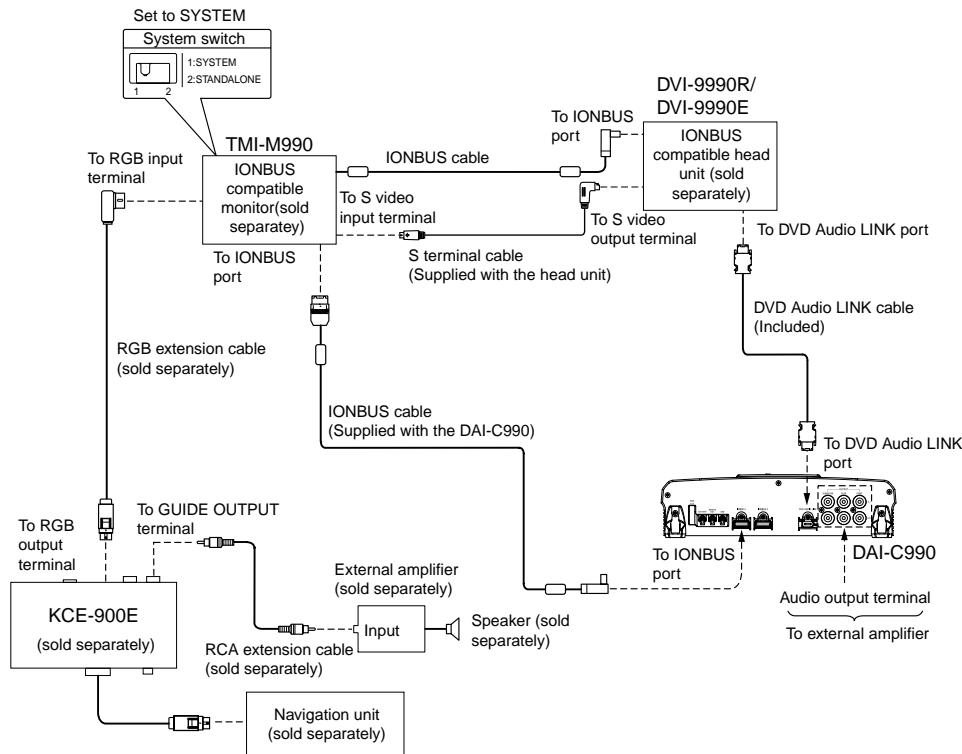 Set to SYSTEM
System switch
1:SYSTEM
2:STANDALONE
1 2
DVI-9990R/
DVI-9990E
To IONBUS
port
IONBUS
compatible head
unit (sold
separately)
TMI-M990
IONBUS cable
To RGB input
terminal
IONBUS
compatible
monitor(sold
separatey)
To S video
input terminal
To S video
output terminal
To DVD Audio LINK port
To IONBUS
port
S terminal cable
(Supplied with the head unit)
DVD Audio LINK cable
(Included)
RGB extension cable
(sold separately)
IONBUS cable
(Supplied with the DAI-C990)
To DVD Audio LINK
port
To RGB
output
terminal
To GUIDE OUTPUT
terminal
DAI-C990
To IONBUS
port
External amplifier
(sold separately)
Audio output terminal
To external amplifier
KCE-900E
(sold separately)
Input
Speaker (sold
separately)
RCA extension cable
(sold separately)
Navigation unit
(sold separately)